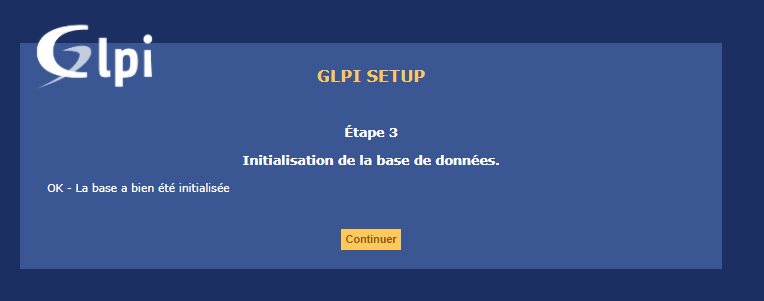 Glpi
GLPI SETUP
Étape 3
Initialisation de la base de données.
OK - La base a bien été initialisée
Continuer